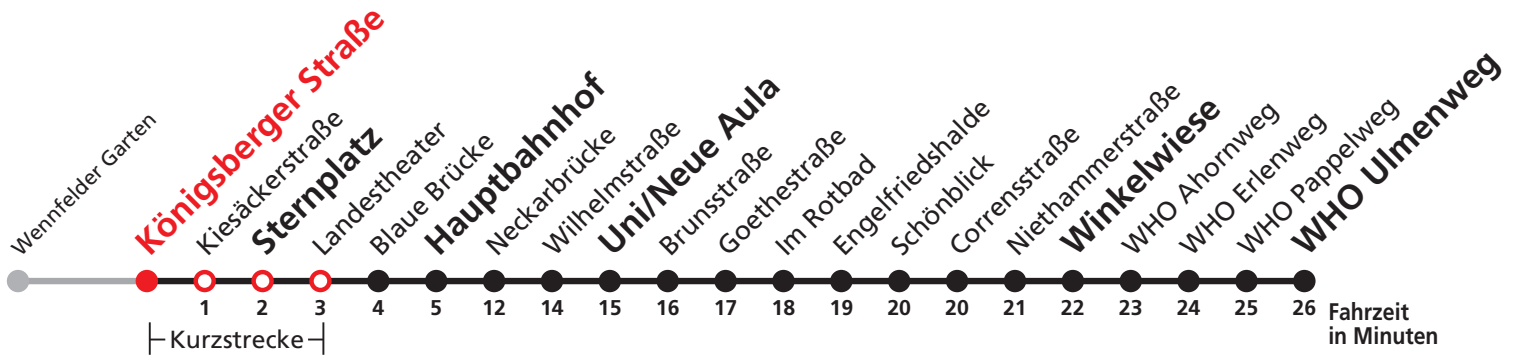 Wennfelder Garten
Königsberger Straße
Kiesäckerstraße
Sternplatz
Landestheater
Blaue Brücke
Hauptbahnhof
Neckarbrücke
Wilhelmstraße
Uni/Neue Aula
Brunsstraße
Goethestraße
Im Rotbad
Engelfriedshalde
Schönblick
Corrensstraße
Niethammerstraße
Winkelwiese
WHO Ahornweg
WHO Erlenweg
WHO Pappelweg
WHO Ulmenweg
1 2 3 4 5 12 14 15 16 17 18 19 20 20 21 22 23 24 25 26
Fahrzeit
in Minuten
Kurzstrecke